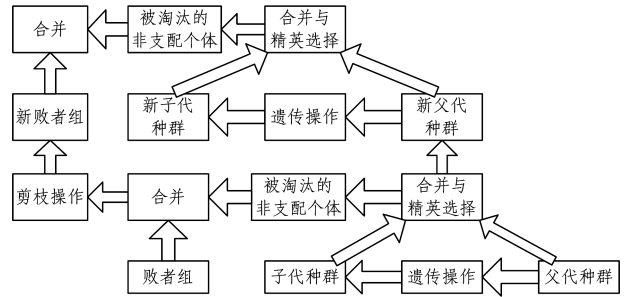 合并
被淘汰的
非支配个体
合并与
精英选择
新败者组
新子代
种群
遗传操作
新父代
种群
剪枝操作
合并
被淘汰的
非支配个体
合并与
精英选择
败者组
子代种群
遗传操作
父代种群